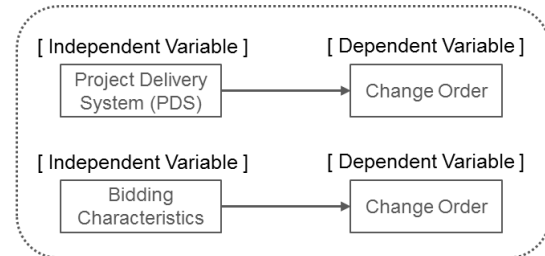 [ Independent Variable ] [ Dependent Variable ]
Project Delivery
System (PDS)
Change Order
[ Independent Variable ] [ Dependent Variable ]
Bidding
Characteristics
Change Order